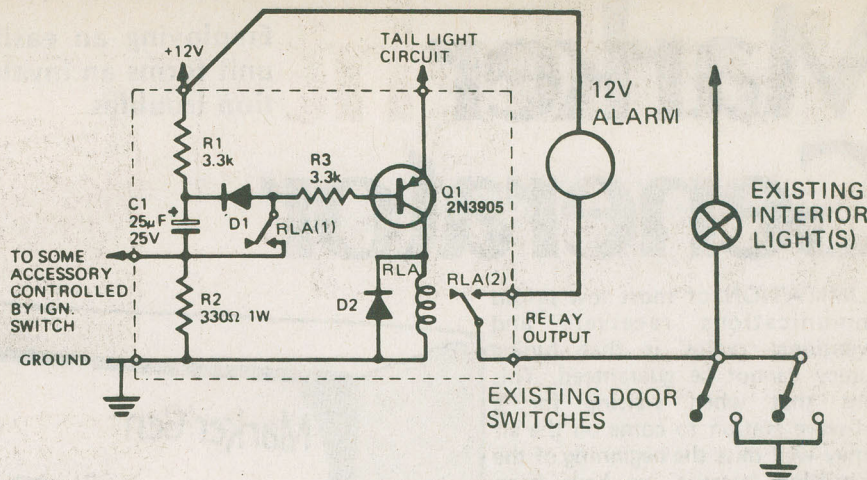 +12V
TAIL LIGHT
CIRCUIT
12V
ALARM
R1
3.3k
R3
3.3k
Q1
2N3905
C1
25µF
25V
+
D1
RLA(1)
EXISTING
INTERIOR
LIGHT(S)
TO SOME
ACCESSORY
CONTROLLED
BY IGN.
SWITCH
RLA
RLA(2)
D2
R2
330Ω 1W
RELAY
OUTPUT
GROUND
EXISTING DOOR
SWITCHES